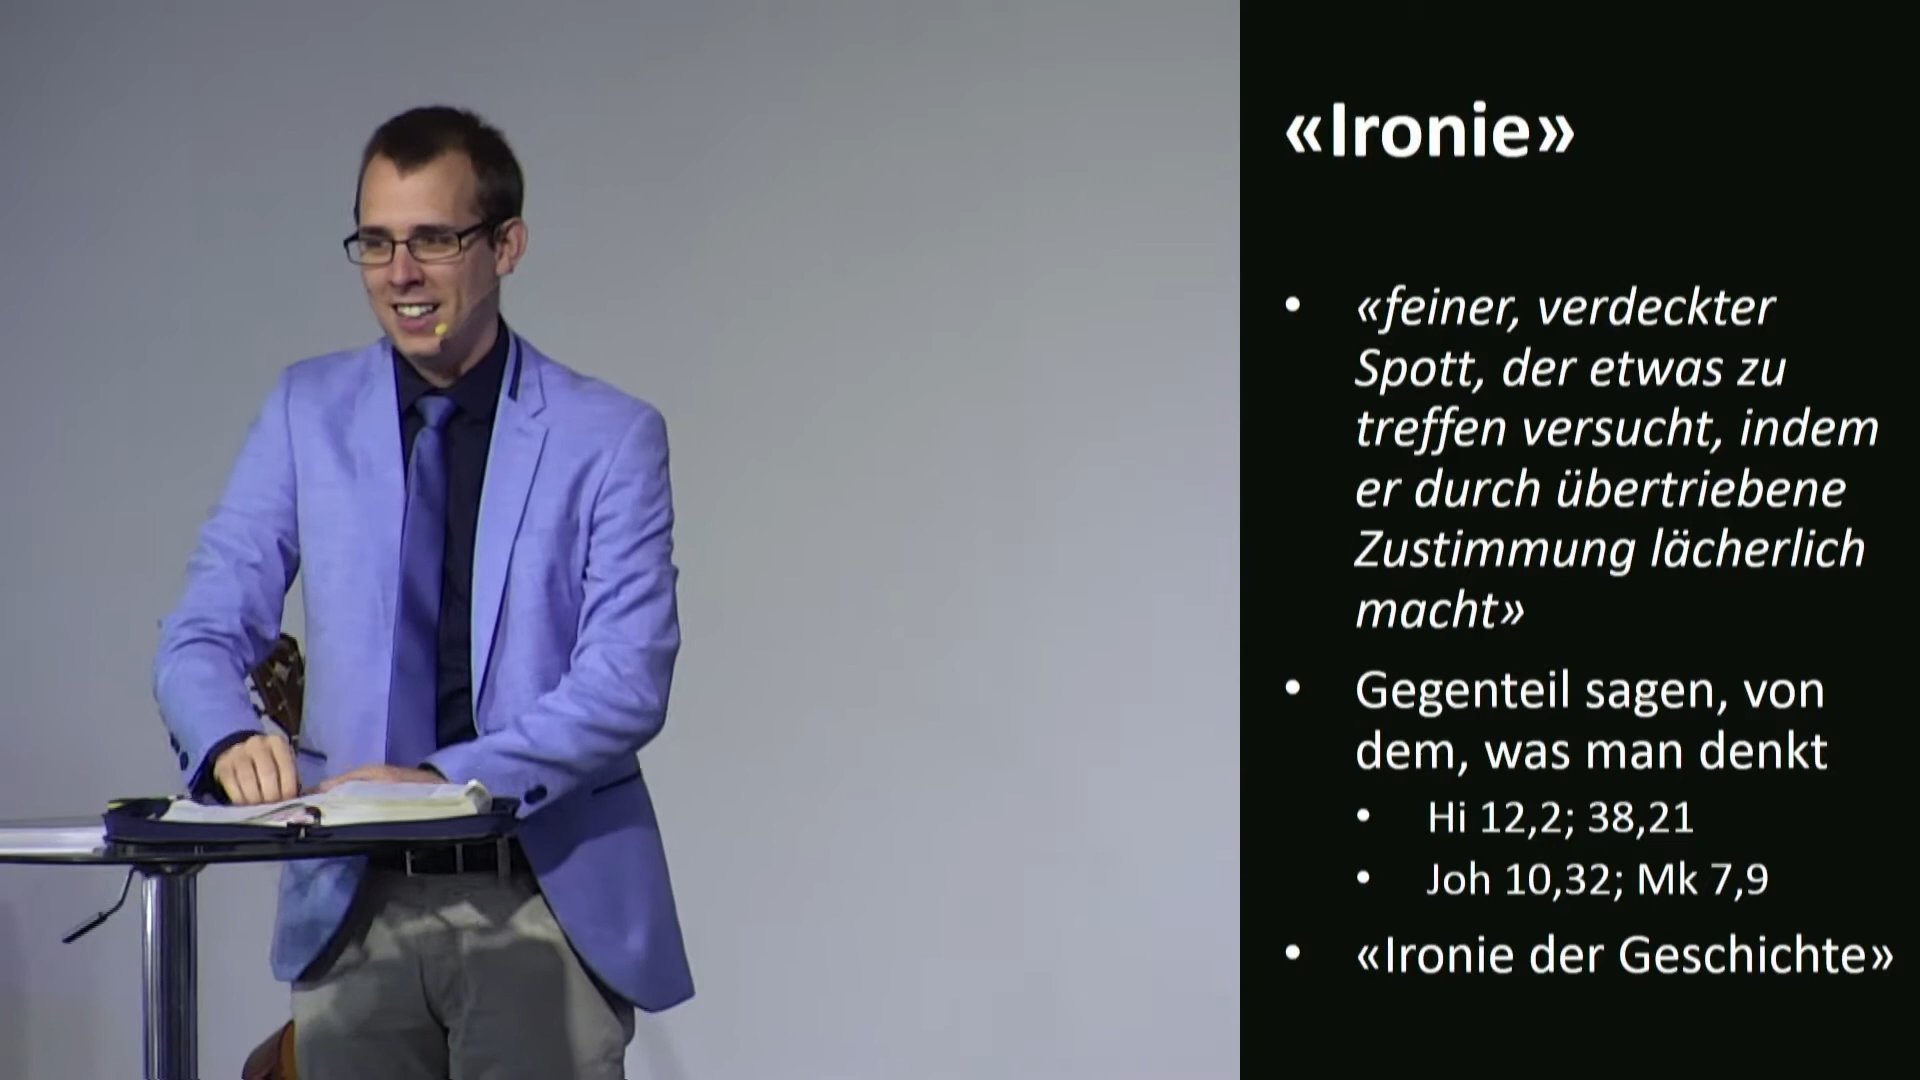 «Ironie»
• «feiner, verdeckter
Spott, der etwas zu
treffen versucht, indem
er durch übertriebene
Zustimmung lächerlich
macht»
• Gegenteil sagen, von
dem, was man denkt
• Hi 12,2; 38,21
• Joh 10,32; Mk 7,9
• «Ironie der Geschichte»